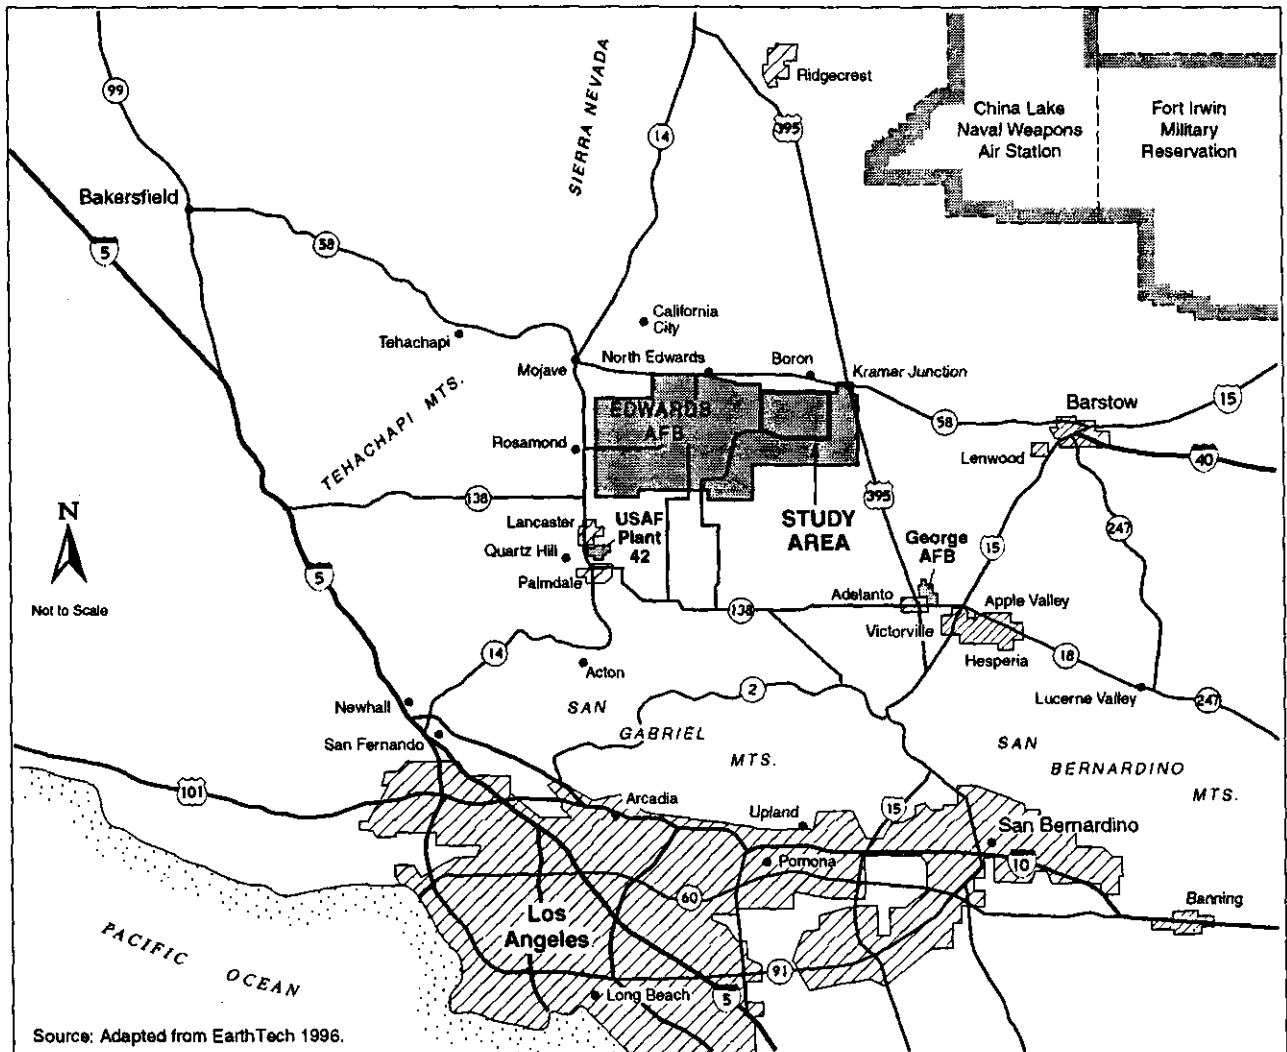 99
SIERRA NEVADA
14
Ridgecrest
395
China Lake
Naval Weapons
Air Station
Fort Irwin
Military
Reservation
Bakersfield
5
58
California
City
Tehachapi
Mojave
North Edwards
Boron
Kramer Junction
TEHACHAPI MTS.
EDWARDS
AFB
58
Barstow
15
Rosamond
Lenwood
40
138
395
N
Not to Scale
Lancaster
USAF
Plant
42
STUDY
AREA
George
AFB
15
247
Quartz Hill
5
Palmdale
138
Adelanto
Apple Valley
Victorville
Hesperia
18
14
Acton
2
Lucerne Valley
247
Newhall
SAN
GABRIEL
MTS.
San Fernando
SAN
BERNARDINO
MTS.
101
Arcadia
Upland
15
San Bernardino
Pomona
10
60
Banning
Los
Angeles
PACIFIC
OCEAN
91
Long Beach
5
Source: Adapted from EarthTech 1996.